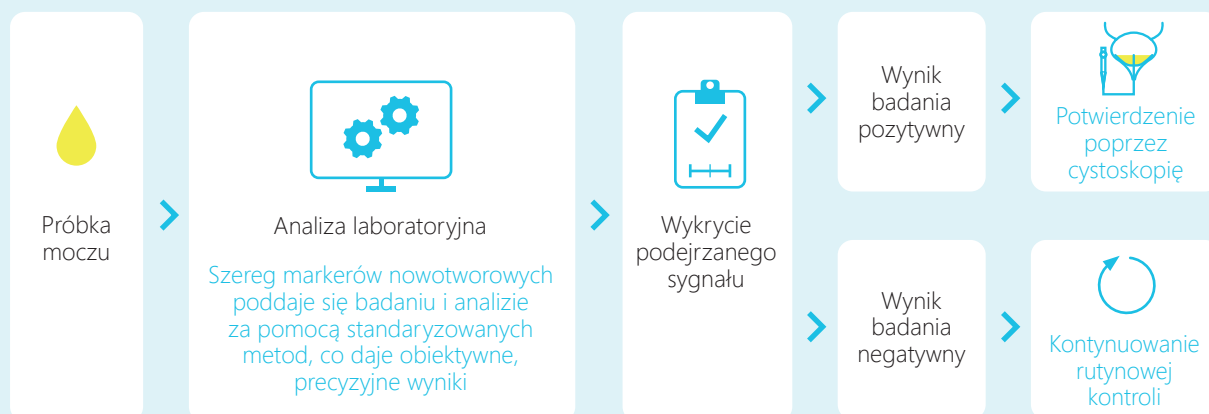 Próbka
moczu
Analiza laboratoryjna
Szereg markerów nowotworowych
poddaje się badaniu i analizie
za pomocą standaryzowanych
metod, co daje obiektywne,
precyzyjne wyniki
Wykrycie
podejrzanego
sygnału
Wynik
badania
pozytywny
Potwierdzenie
poprzez
cystoskopię
Wynik
badania
negatywny
Kontynuowanie
rutynowej
kontroli